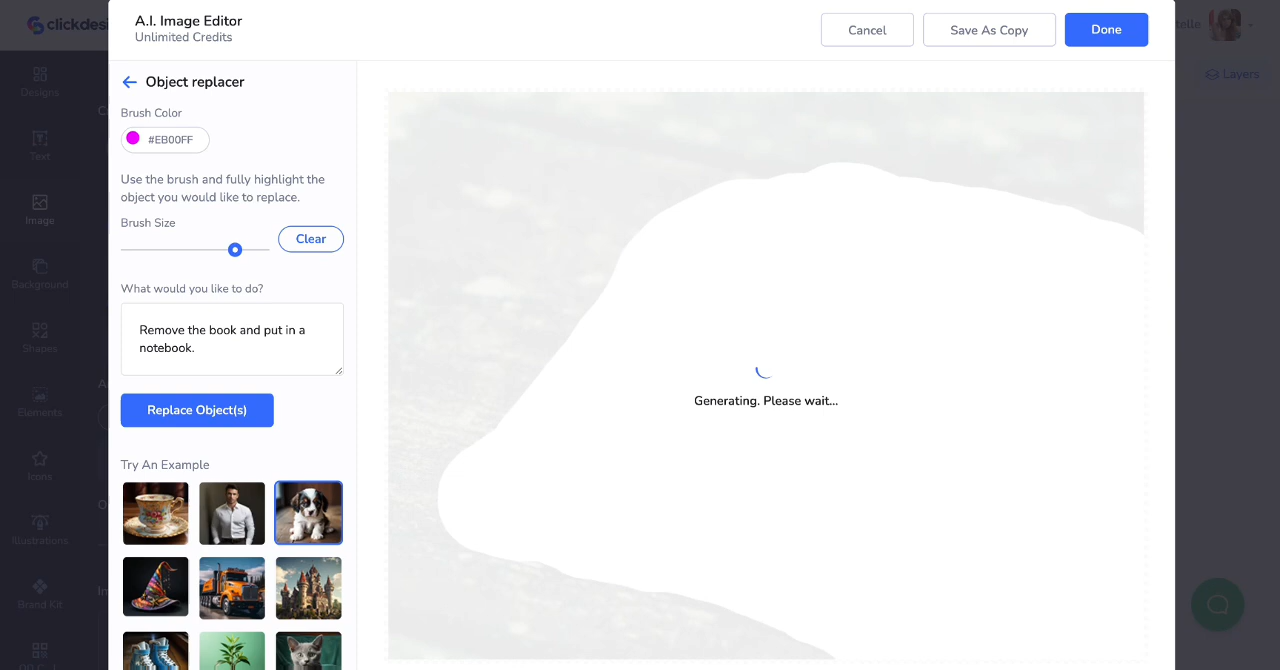 clickdesi
A.I. Image Editor
Unlimited Credits
Cancel
Save As Copy
Done
telle
Layers
Designs
Text
Image
Background
Shapes
Elements
Icons
Illustrations
Brand Kit
Object replacer
Brush Color
#EB00FF
Use the brush and fully highlight the
object you would like to replace.
Brush Size
Clear
What would you like to do?
Remove the book and put in a
notebook.
Replace Object(s)
Try An Example
Generating. Please wait...